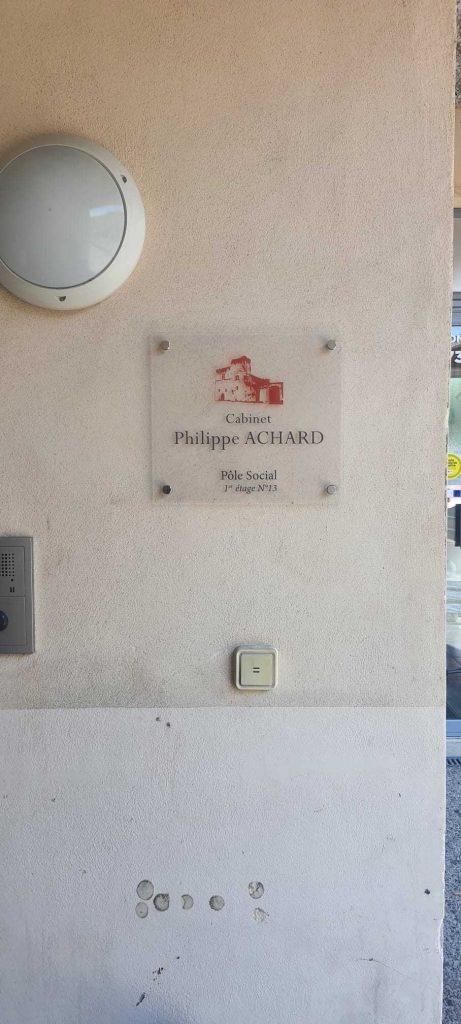 Cabinet
Philippe ACHARD
Pôle Social
1er étage N°13